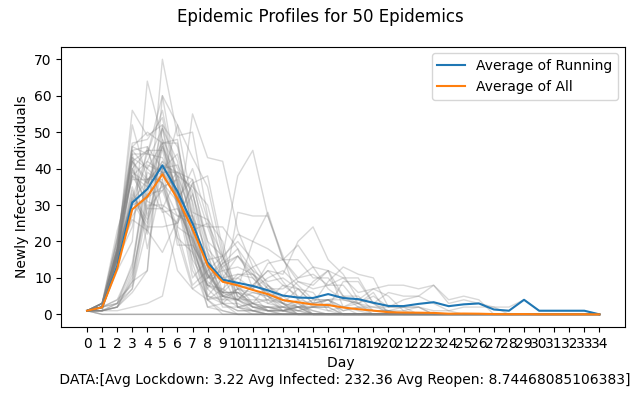 Epidemic Profiles for 50 Epidemics
Average of Running
Average of All
Newly Infected Individuals
70
60
50
40
30
20
10
0
0 1 2 3 4 5 6 7 8 9 10 11 12 13 14 15 16 17 18 19 20 21 22 23 24 25 26 27 28 29 30 31 32 33 34
Day
DATA:[Avg Lockdown: 3.22 Avg Infected: 232.36 Avg Reopen: 8.74468085106383]